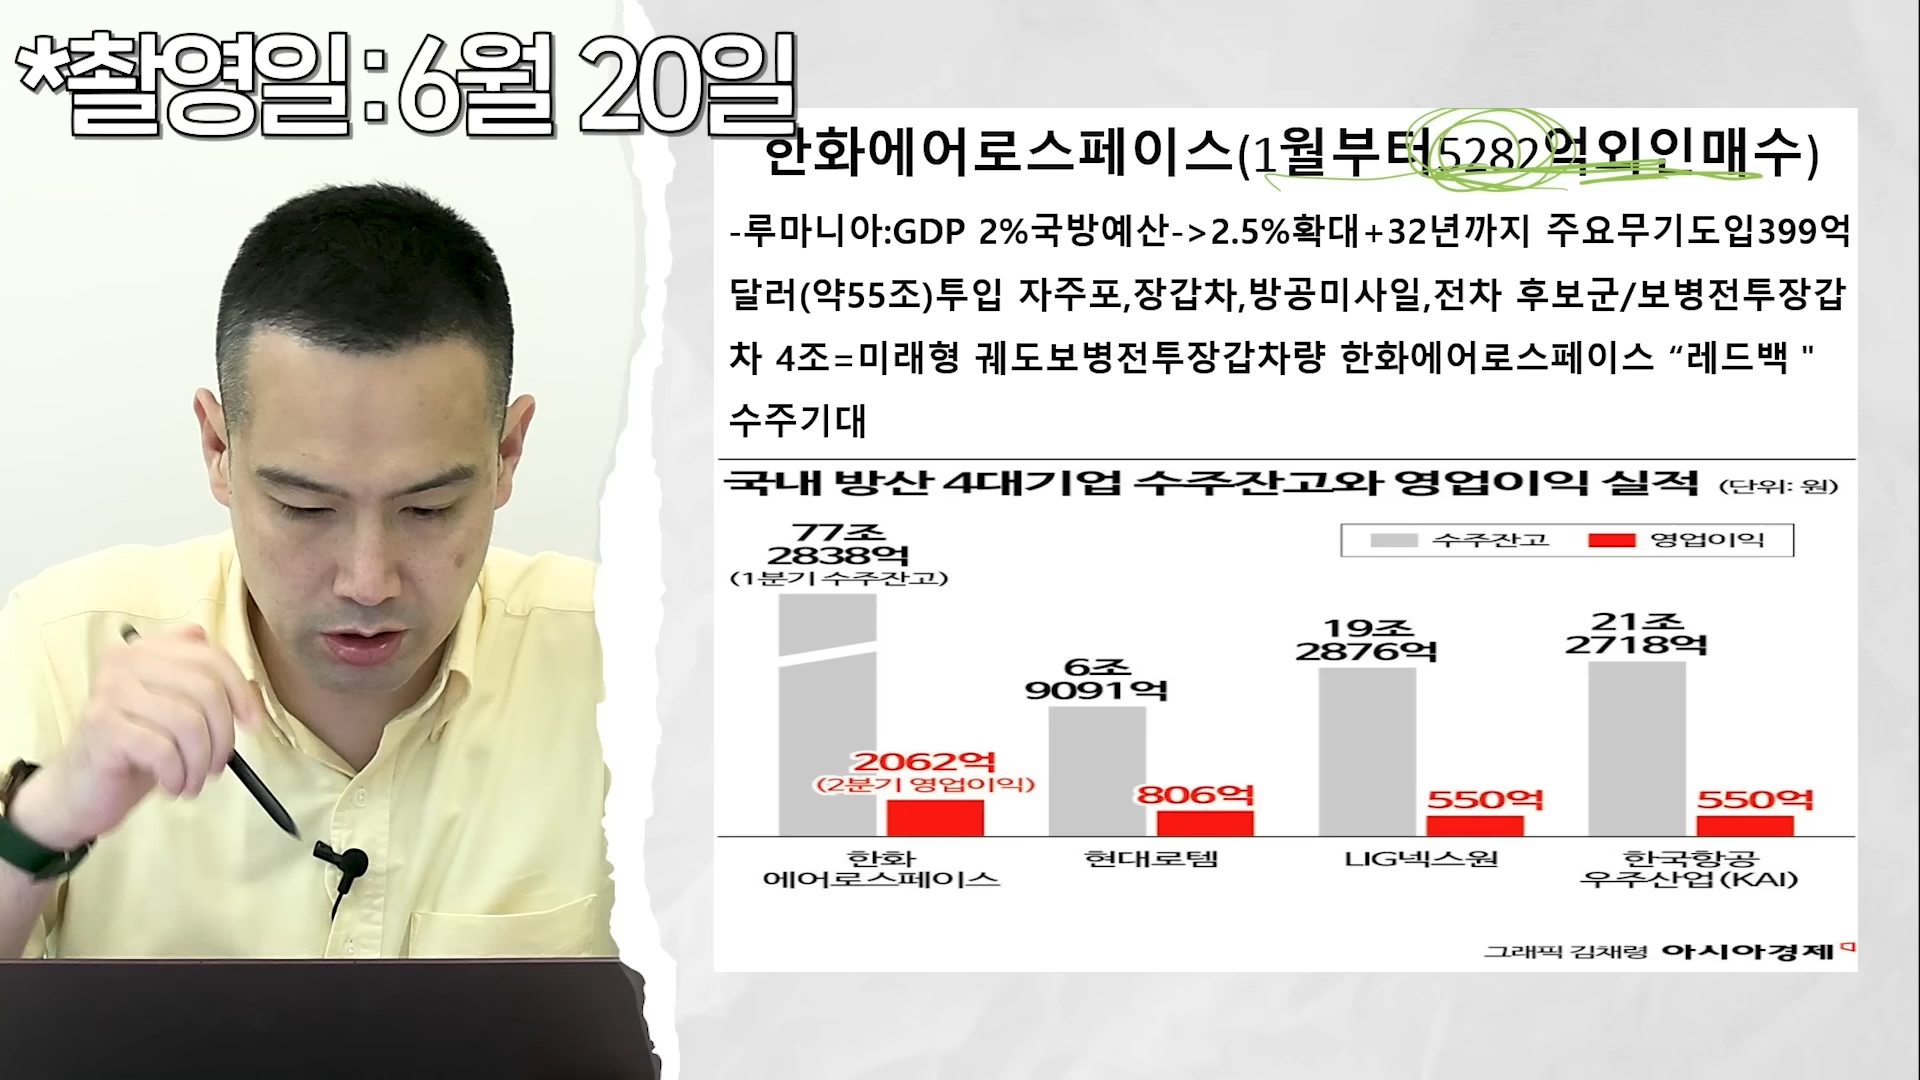 *촬영일:6월 20일
한화에어로스페이스(1월부터5282억외인매수)
-루마니아:GDP 2%국방예산->2.5%확대+32년까지 주요무기도입399억
달러(약55조)투입 자주포,장갑차,방공미사일,전차 후보군/보병전투장갑
차 4조=미래형 궤도보병전투장갑차량 한화에어로스페이스 “레드백 "
수주기대
국내 방산 4대기업 수주잔고와 영업이익 실적 (단위: 원)
수주잔고 영업이익
77조
2838억
(1분기 수주잔고)
2062억
(2분기 영업이익)
한화
에어로스페이스
6조
9091억
806억
현대로템
19조
2876억
550억
LIG넥스원
21조
2718억
550억
한국항공
우주산업(KAI)
그래픽 김채령 아시아경제